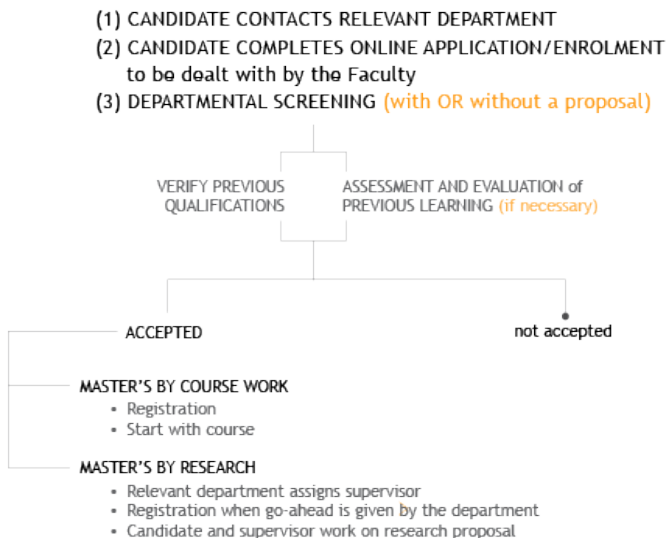 (1) CANDIDATE CONTACTS RELEVANT DEPARTMENT
(2) CANDIDATE COMPLETES ONLINE APPLICATION/ENROLMENT
to be dealt with by the Faculty
(3) DEPARTMENTAL SCREENING (with OR without a proposal)
VERIFY PREVIOUS
QUALIFICATIONS
ASSESSMENT AND EVALUATION of
PREVIOUS LEARNING (if necessary)
ACCEPTED
not accepted
MASTER'S BY COURSE WORK
• Registration
• Start with course
MASTER'S BY RESEARCH
• Relevant department assigns supervisor
• Registration when go-ahead is given by the department
• Candidate and supervisor work on research proposal